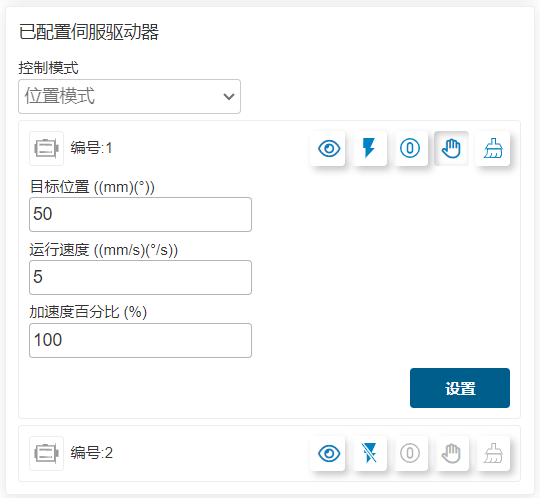 已配置伺服驱动器
控制模式
位置模式
编号:1
目标位置 ((mm)(°))
50
运行速度 ((mm/s)(°/s))
5
加速度百分比 (%)
100
设置
编号:2